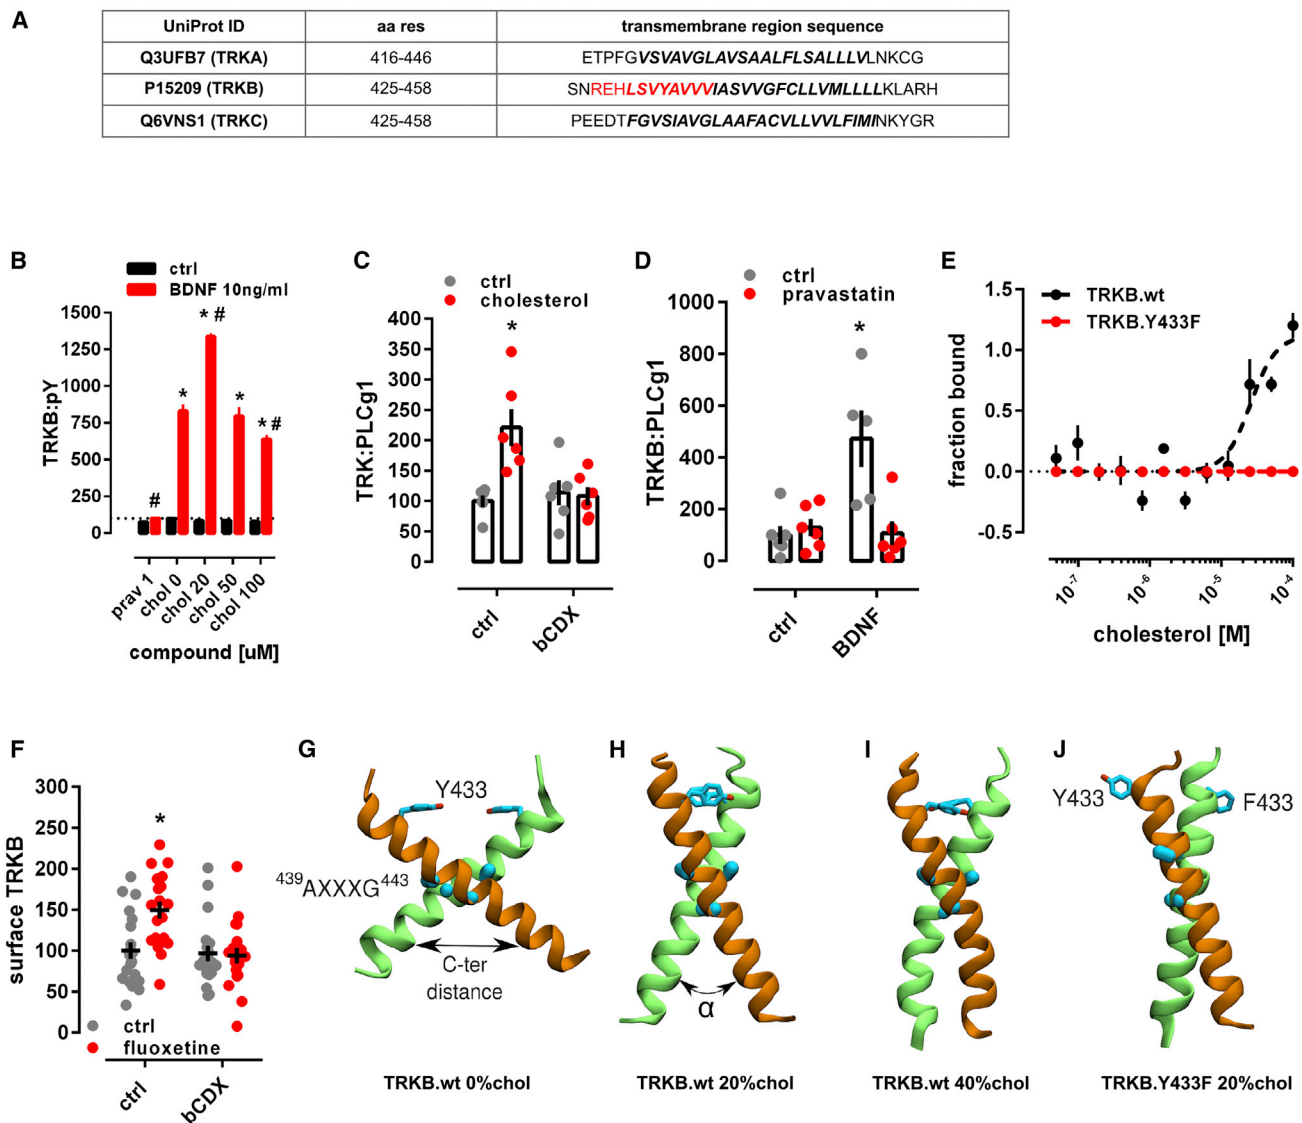 A
UniProt ID aa res transmembrane region sequence
Q3UFB7 (TRKA) 416-446 ETPFGVSVAVGLAVSAALFLSALLLVLNKCG
P15209 (TRKB) 425-458 SNREHLSVYAVVVIASVVGFCLLVMLLLLKLARH
Q6VNS1 (TRKC) 425-458 PEEDTFGVSIAVGLAAFACVLLVVLFIMINKYGR
B
ctrl
BDNF 10ng/ml
TRKB:pY
1500
1250
1000
750
500
250
0
#
*
* #
*
* #
prav 1
chol 0
chol 20
chol 50
chol 100
compound [uM]
C
ctrl
cholesterol
TRK:PLCg1
400
350
300
250
200
150
100
50
0
*
ctrl
bCDX
D
ctrl
pravastatin
TRKB:PLCg1
1000
800
600
400
200
0
*
ctrl
BDNF
E
TRKB.wt
TRKB.Y433F
fraction bound
1.5
1.0
0.5
0.0
-0.5
10-7
10-6
10-5
10-4
cholesterol [M]
F
surface TRKB
300
250
200
150
100
50
0
*
ctrl
fluoxetine
ctrl
bCDX
G
Y433
439AXXXG443
C-ter
distance
TRKB.wt 0%chol
H
α
TRKB.wt 20%chol
I
TRKB.wt 40%chol
J
Y433
F433
TRKB.Y433F 20%chol